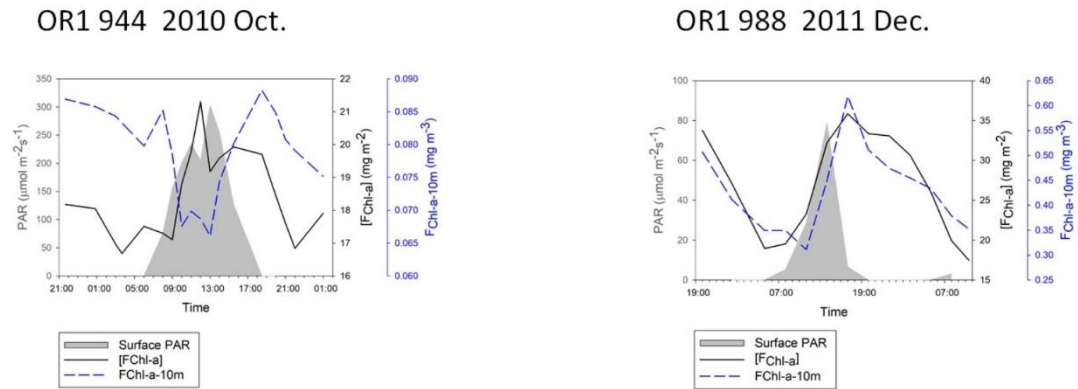 OR1 944 2010 Oct.
350
300
250
200
150
100
50
0
PAR (μmol m-2s-1)
22
21
20
19
18
17
16
[FChl-a] (mg m-2)
0.090
0.085
0.080
0.075
0.070
0.065
0.060
FChl-a-10m (mg m-3)
21:00 01:00 05:00 09:00 13:00 17:00 21:00 01:00
Time
Surface PAR
[FChl-a]
FChl-a-10m
OR1 988 2011 Dec.
100
80
60
40
20
0
PAR (μmol m-2s-1)
40
35
30
25
20
15
[FChl-a] (mg m-2)
0.65
0.60
0.55
0.50
0.45
0.40
0.35
0.30
0.25
FChl-a-10m (mg m-3)
19:00 07:00 19:00 07:00
Time
Surface PAR
[FChl-a]
FChl-a-10m